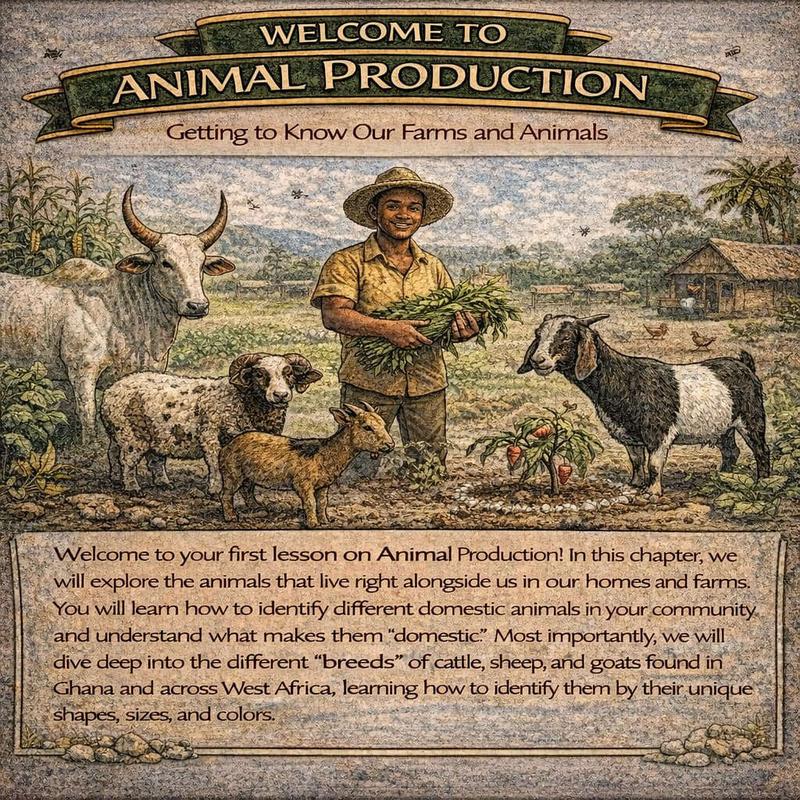 WELCOME TO
ANIMAL PRODUCTION
Getting to Know Our Farms and Animals
Welcome to your first lesson on Animal Production! In this chapter, we
will explore the animals that live right alongside us in our homes and farms.
You will learn how to identify different domestic animals in your community
and understand what makes them “domestic.” Most importantly, we will
dive deep into the different “breeds” of cattle, sheep, and goats found in
Ghana and across West Africa, learning how to identify them by their unique
shapes, sizes, and colors.